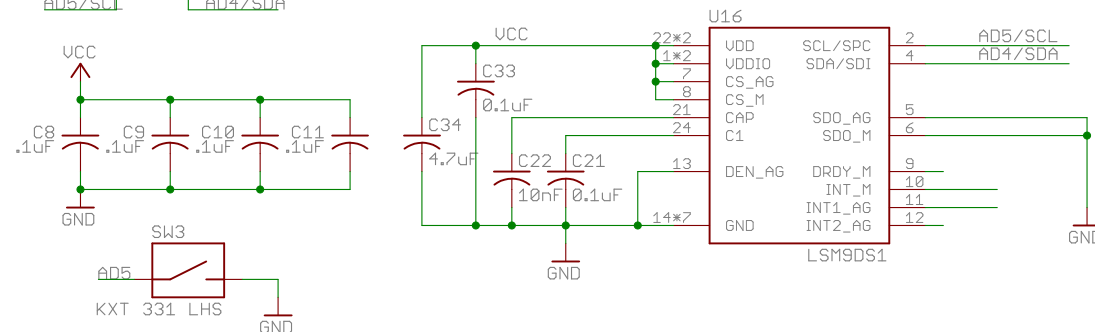 AD5/SCL
AD4/SDA
VCC
C8
.1uF
C9
.1uF
C10
.1uF
C11
.1uF
GND
SW3
AD5
KXT 331 LHS
GND
VCC
C33
0.1uF
C34
4.7uF
C22
10nF
C21
0.1uF
GND
U16
22*2 VDD
1*2 VDDIO
7 CS_AG
8 CS_M
21 CAP
24 C1
13 DEN_AG
14*7 GND
SCL/SPC 2 AD5/SCL
SDA/SDI 4 AD4/SDA
SDO_AG 5
SDO_M 6
DRDY_M 9
INT_M 10
INT1_AG 11
INT2_AG 12
LSM9DS1
GND